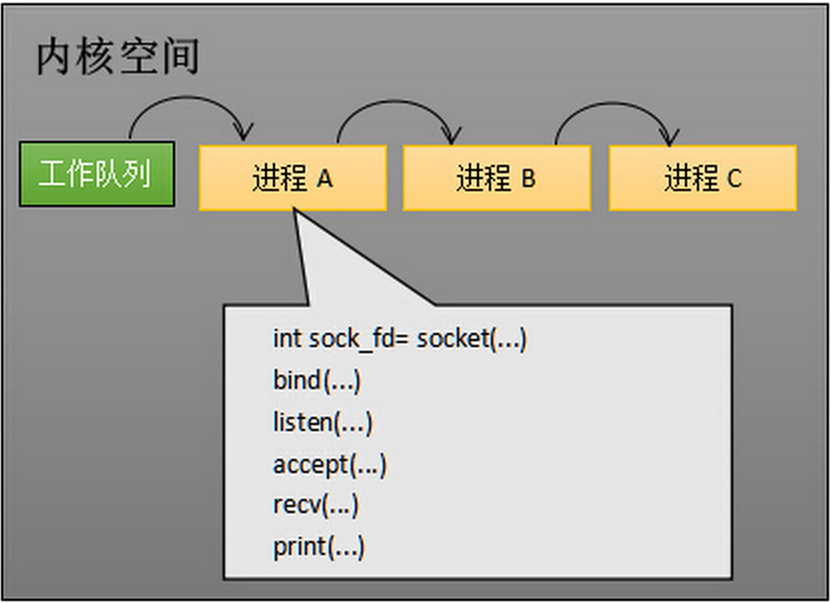 内核空间
工作队列
进程 A
进程 B
进程 C
int sock_fd= socket(...)
bind(...)
listen(...)
accept(...)
recv(...)
print(...)